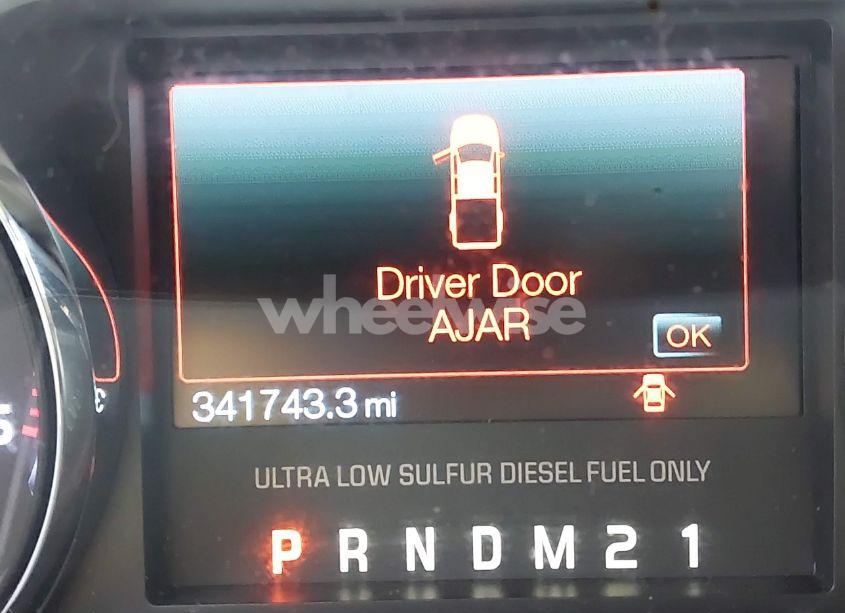 Driver Door
AJAR
wheelwise
OK
341743.3 mi
ULTRA LOW SULFUR DIESEL FUEL ONLY
P R N D M 2 1